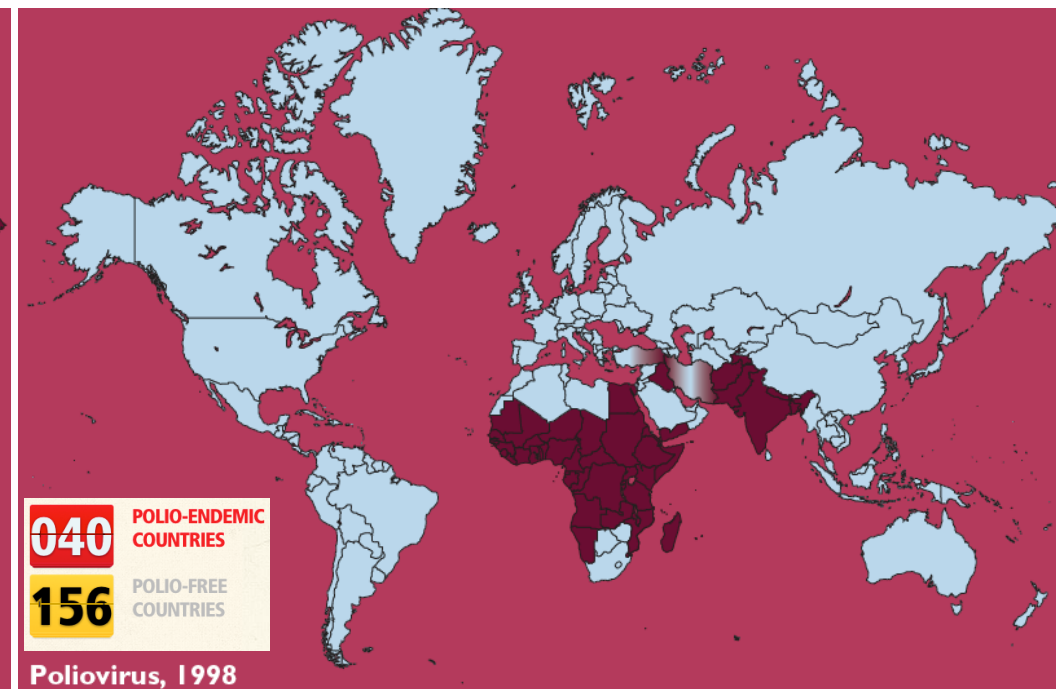 040
POLIO-ENDEMIC
COUNTRIES
156
POLIO-FREE
COUNTRIES
Poliovirus, 1998